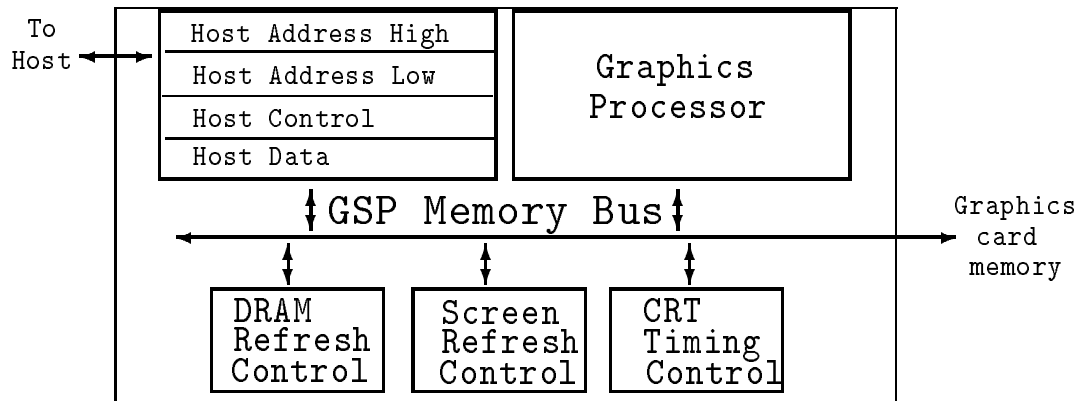 To
Host
Host Address High
Host Address Low
Host Control
Host Data
Graphics
Processor
GSP Memory Bus
Graphics
card
memory
DRAM
Refresh
Control
Screen
Refresh
Control
CRT
Timing
Control